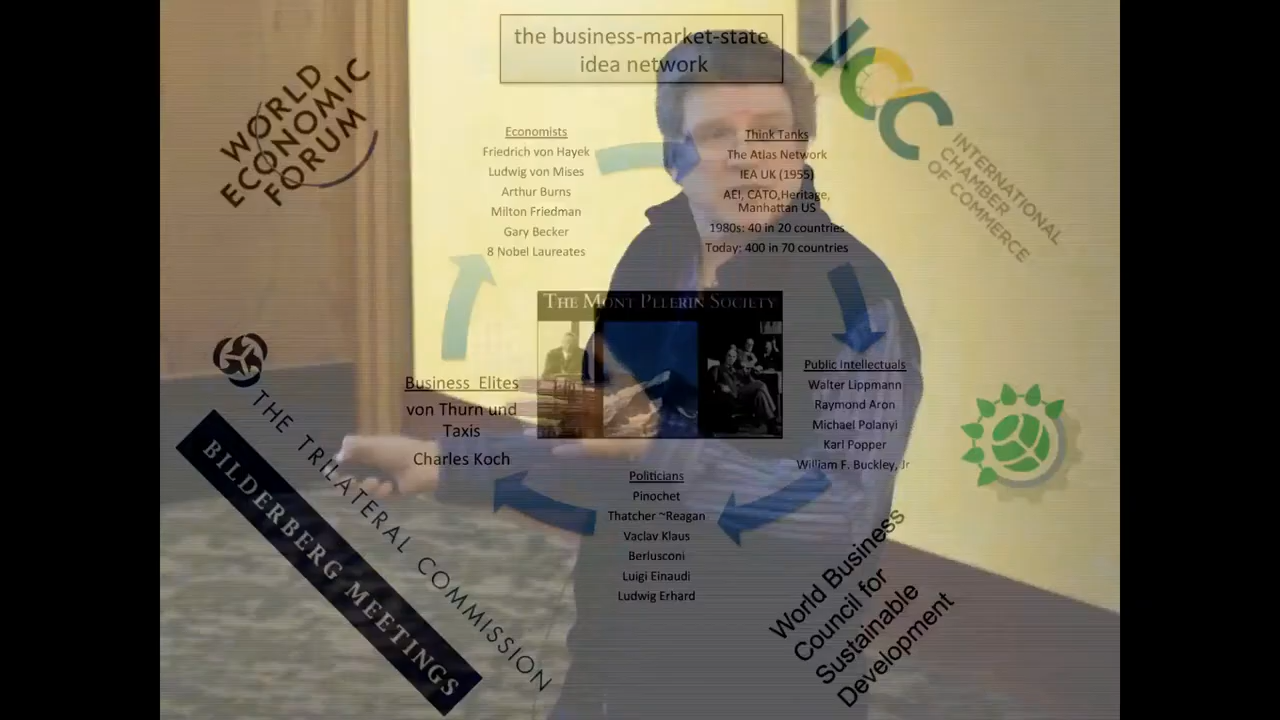 the business-market-state
idea network
WORLD
ECONOMIC
FORUM
ICC
INTERNATIONAL
CHAMBER
OF COMMERCE
Economists
Friedrich von Hayek
Ludwig von Mises
Arthur Burns
Milton Friedman
Gary Becker
8 Nobel Laureates
Think Tanks
The Atlas Network
IEA UK (1955)
AEI, CATO,Heritage,
Manhattan US
1980s: 40 in 20 countries
Today: 400 in 70 countries
THE MONT PELERIN SOCIETY
Public Intellectuals
Walter Lippmann
Raymond Aron
Michael Polanyi
Karl Popper
William F. Buckley, Jr
Business Elites
von Thurn und
Taxis
Charles Koch
Politicians
Pinochet
Thatcher ~Reagan
Vaclav Klaus
Berlusconi
Luigi Einaudi
Ludwig Erhard
THE TRILATERAL COMMISSION
BILDERBERG MEETINGS
World Business
Council for
Sustainable
Development